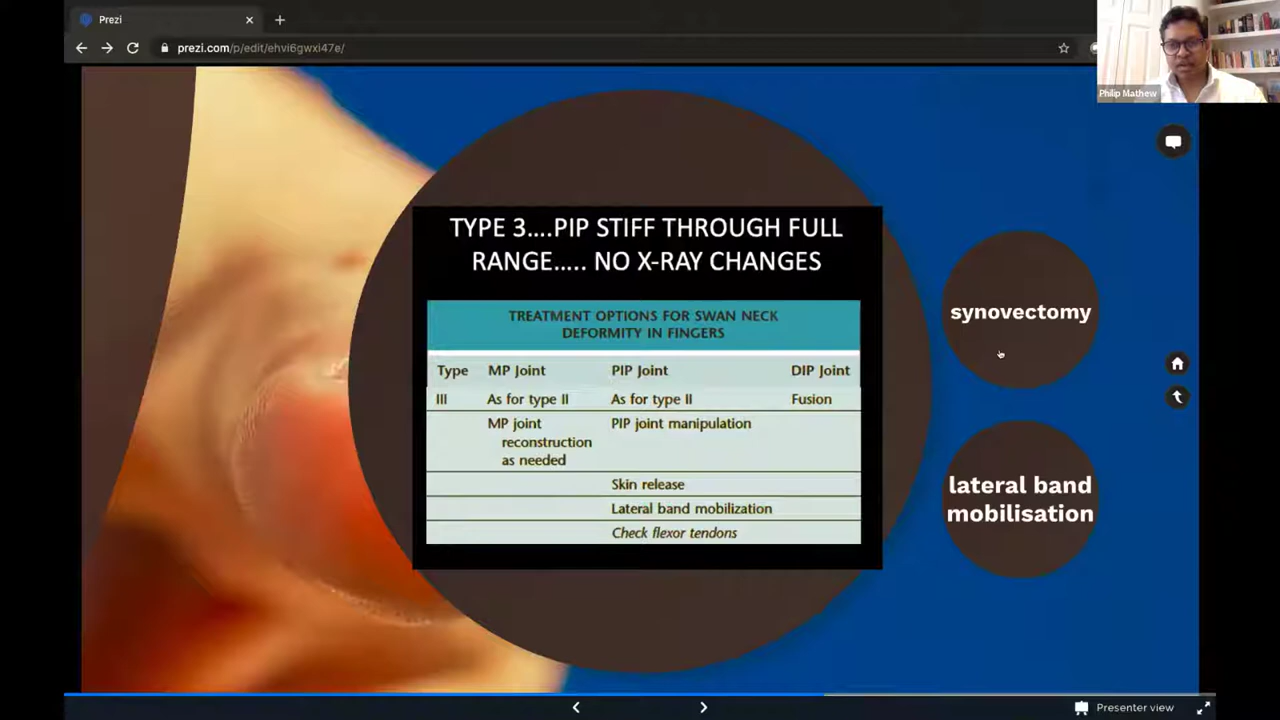 Prezi
prezi.com/p/edit/ehvi6gwxi47e/
Philip Mathew
TYPE 3....PIP STIFF THROUGH FULL
RANGE..... NO X-RAY CHANGES
TREATMENT OPTIONS FOR SWAN NECK
DEFORMITY IN FINGERS
Type MP Joint PIP Joint DIP Joint
III As for type II As for type II Fusion
MP joint PIP joint manipulation
reconstruction
as needed
Skin release
Lateral band mobilization
Check flexor tendons
synovectomy
lateral band
mobilisation
Presenter view